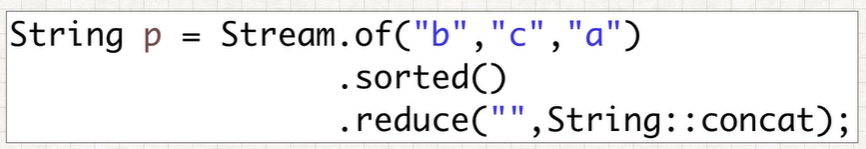 String p = Stream.of("b","c","a")
.sorted()
.reduce("",String::concat);